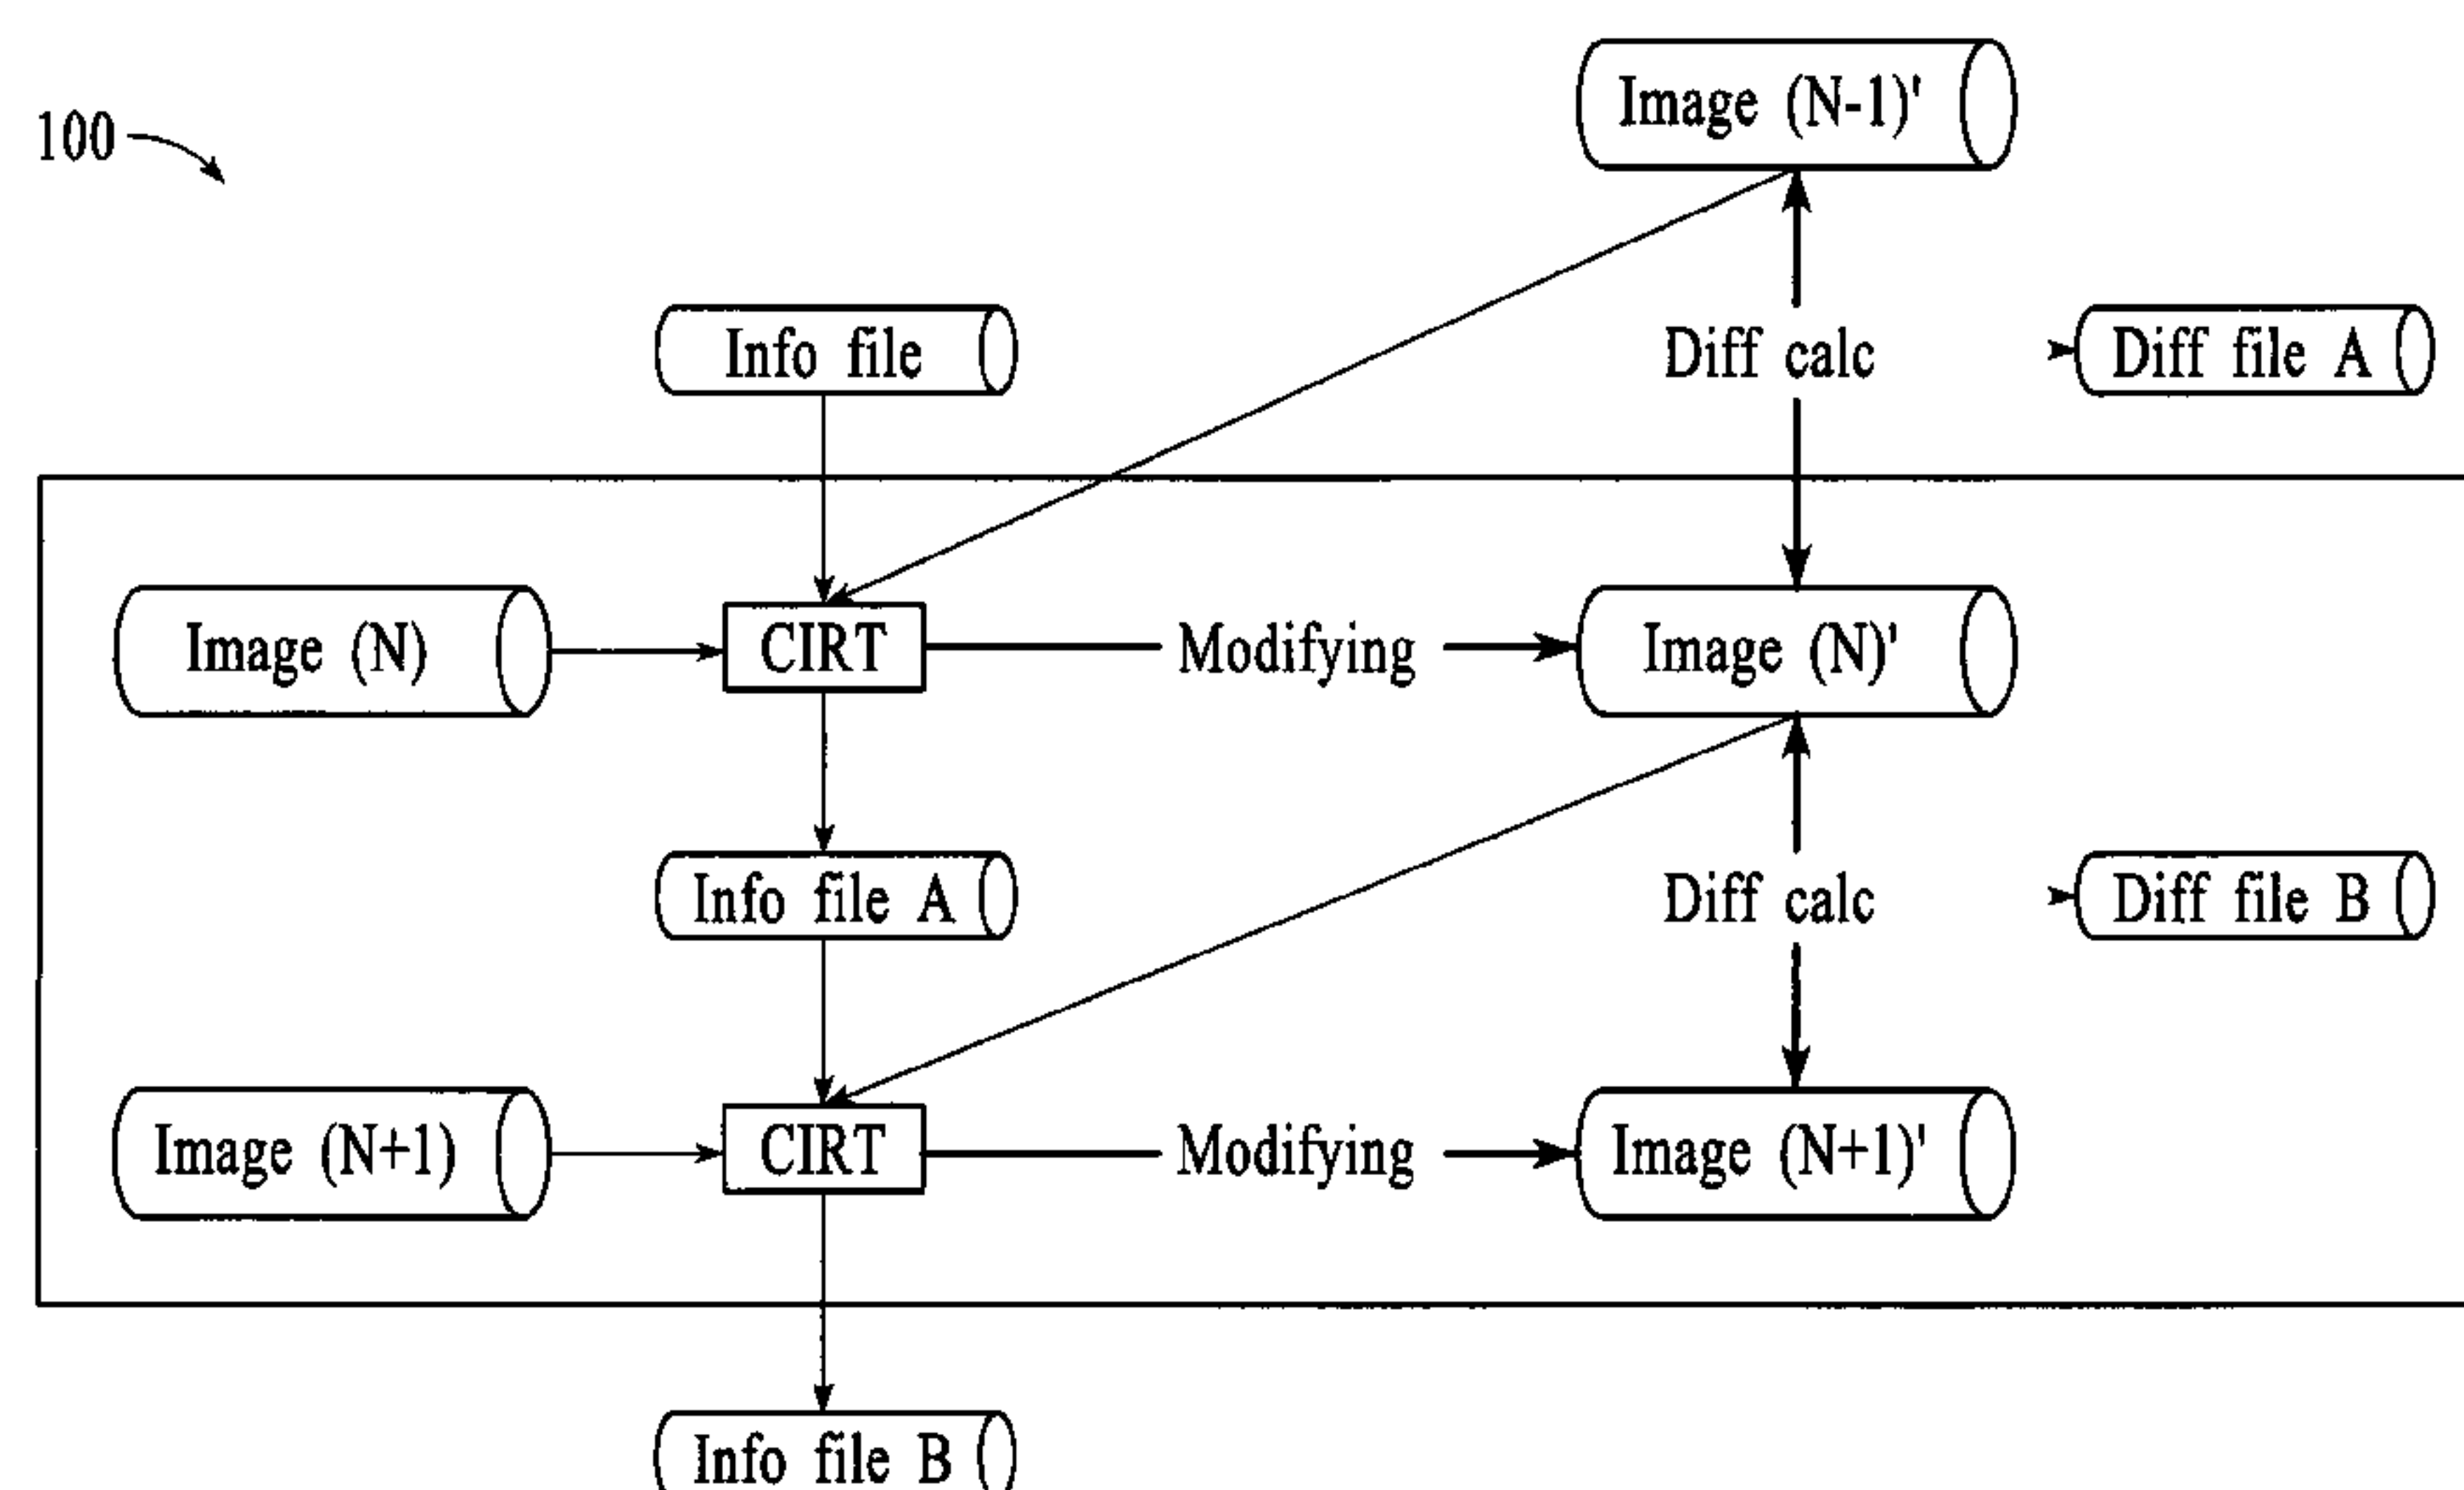 Image (N-1)'
100
Info file
Diff calc
Diff file A
Image (N)
CIRT
Modifying
Image (N)'
Info file A
Diff calc
Diff file B
Image (N+1)
CIRT
Modifying
Image (N+1)'
Info file B